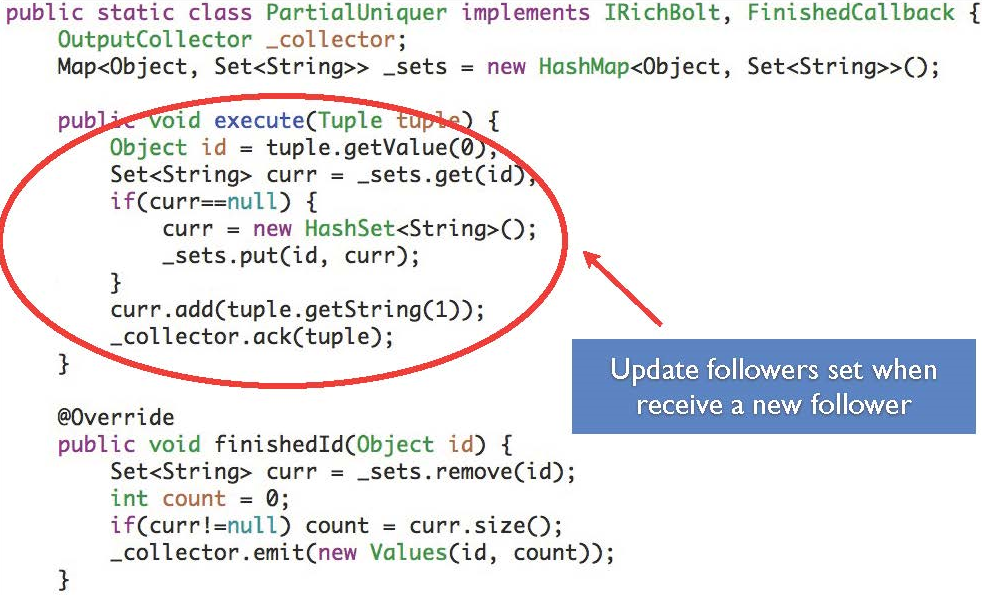 public static class PartialUniquer implements IRichBolt, FinishedCallback {
    OutputCollector _collector;
    Map<Object, Set<String>> _sets = new HashMap<Object, Set<String>>();

    public void execute(Tuple tuple) {
        Object id = tuple.getValue(0);
        Set<String> curr = _sets.get(id);
        if(curr==null) {
            curr = new HashSet<String>();
            _sets.put(id, curr);
        }
        curr.add(tuple.getString(1));
        _collector.ack(tuple);
    }
Update followers set when
receive a new follower

    @Override
    public void finishedId(Object id) {
        Set<String> curr = _sets.remove(id);
        int count = 0;
        if(curr!=null) count = curr.size();
        _collector.emit(new Values(id, count));
    }